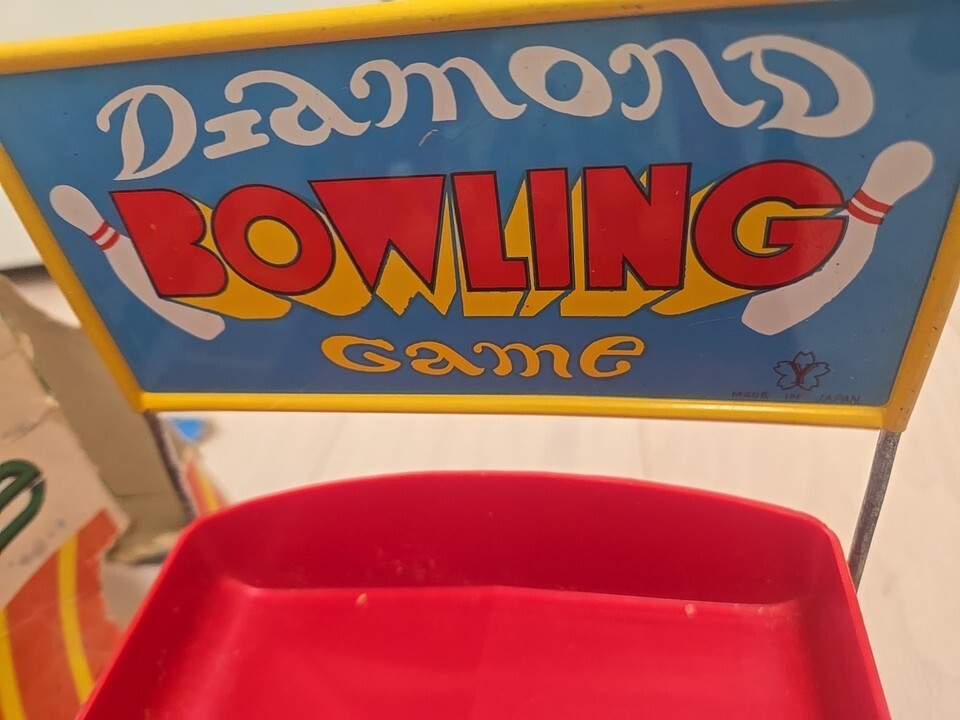 Diamond
BOWLING
Game
Y
MADE IN JAPAN